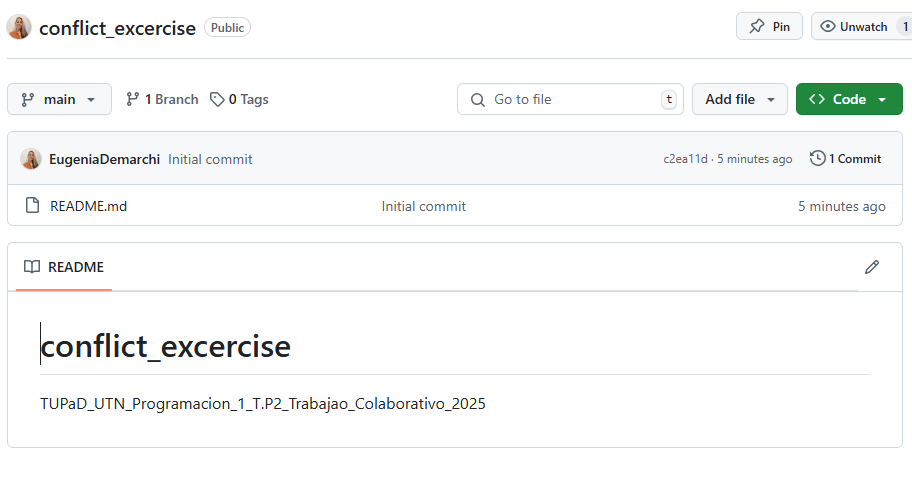 conflict_excercise Public Pin Unwatch 1
main 1 Branch 0 Tags Go to file t Add file Code
EugeniaDemarchi Initial commit c2ea11d · 5 minutes ago 1 Commit
README.md Initial commit 5 minutes ago
README
conflict_excercise
TUPaD_UTN_Programacion_1_T.P2_Trabajao_Colaborativo_2025